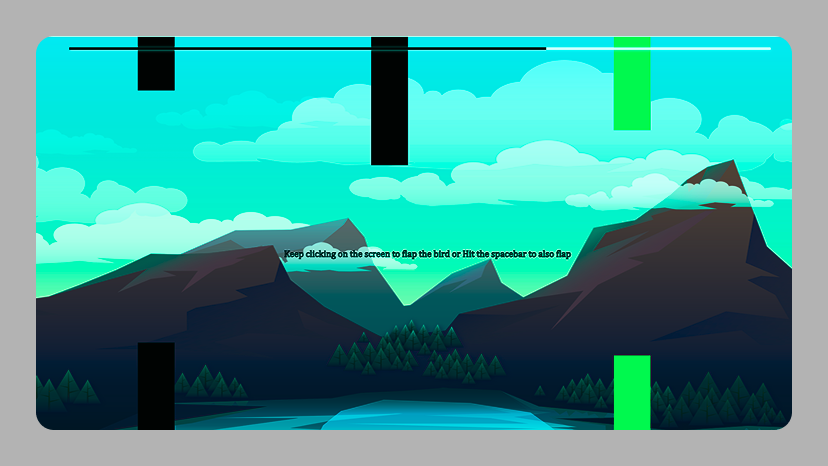 Keep clicking on the screen to flap the bird or Hit the spacebar to also flap